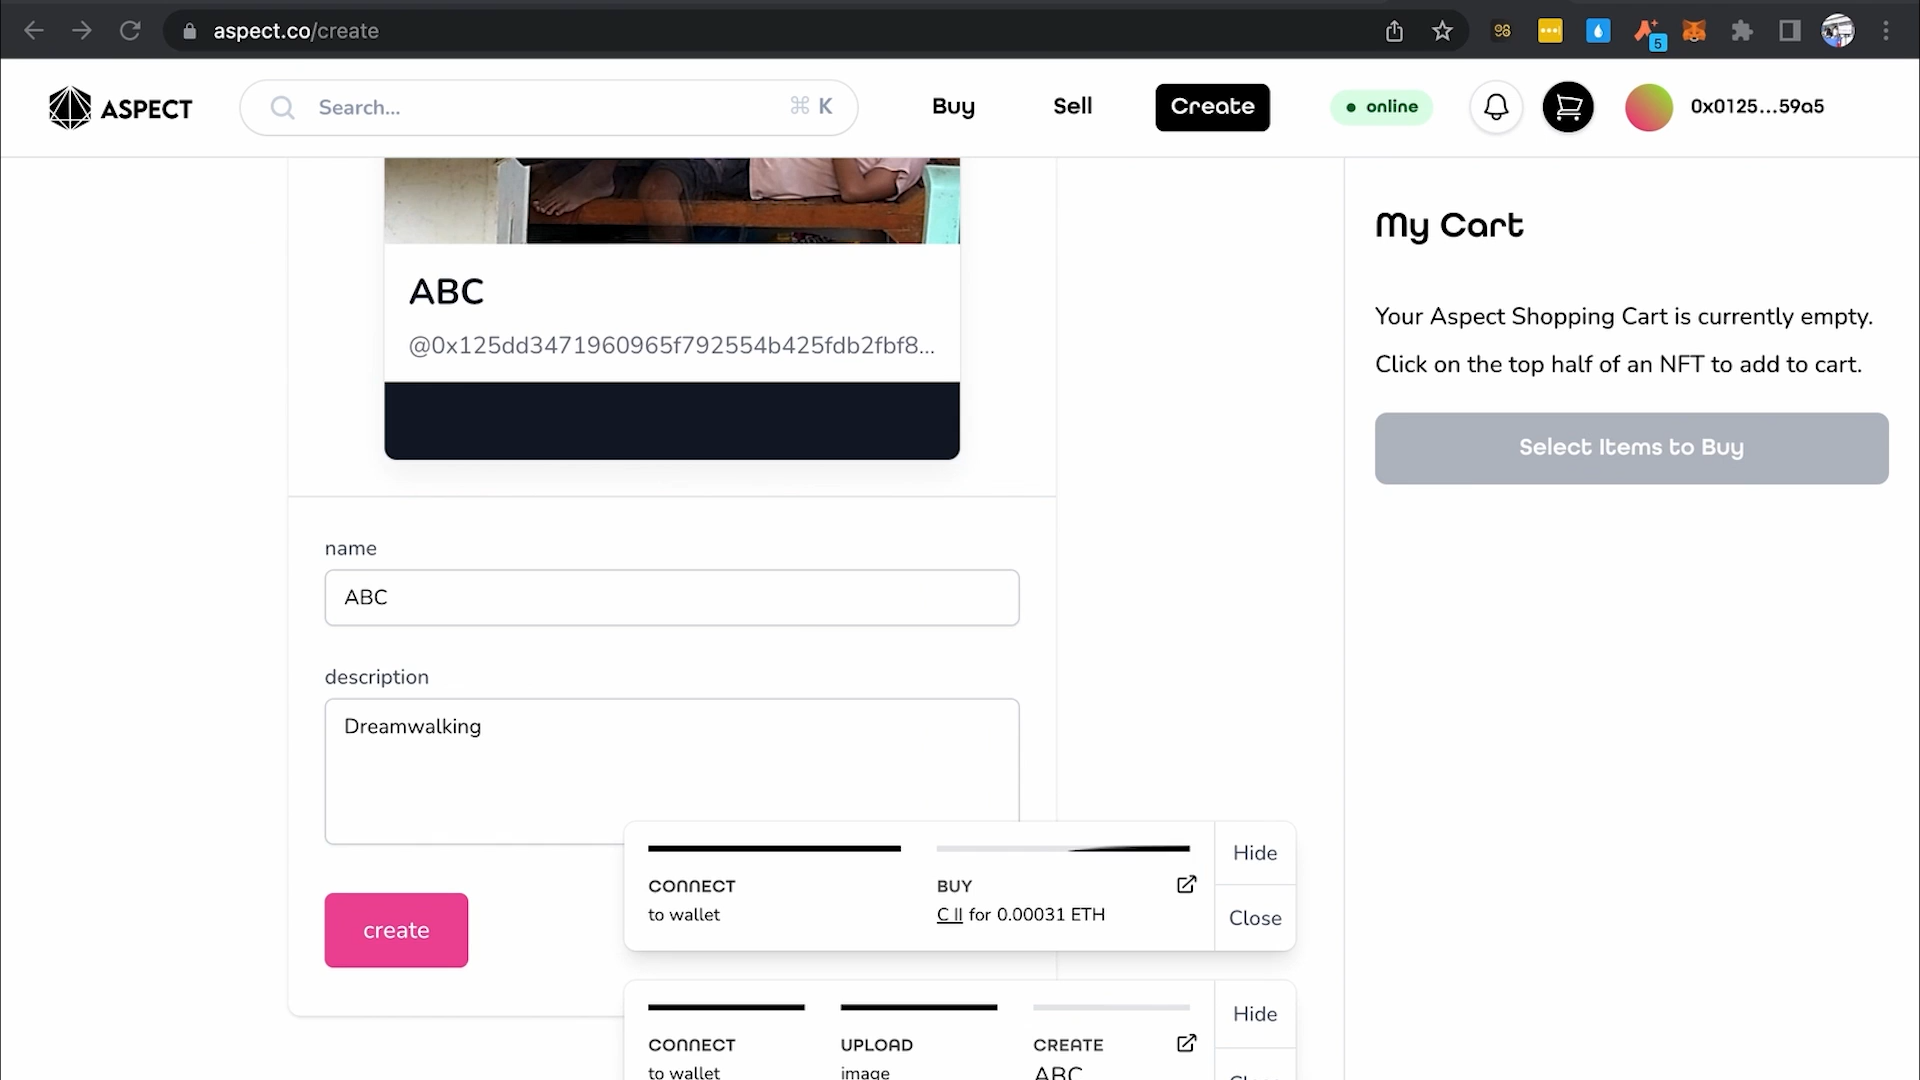 aspect.co/create
5
ASPECT
Search...
⌘ K
Buy
Sell
Create
online
0x0125...59a5
ABC
@0x125dd3471960965f792554b425fdb2fbf8...
name
ABC
description
Dreamwalking
create
My Cart
Your Aspect Shopping Cart is currently empty.
Click on the top half of an NFT to add to cart.
Select Items to Buy
CONNECT
to wallet
BUY
C II for 0.00031 ETH
Hide
Close
CONNECT
to wallet
UPLOAD
image
CREATE
ABC
Hide
Close